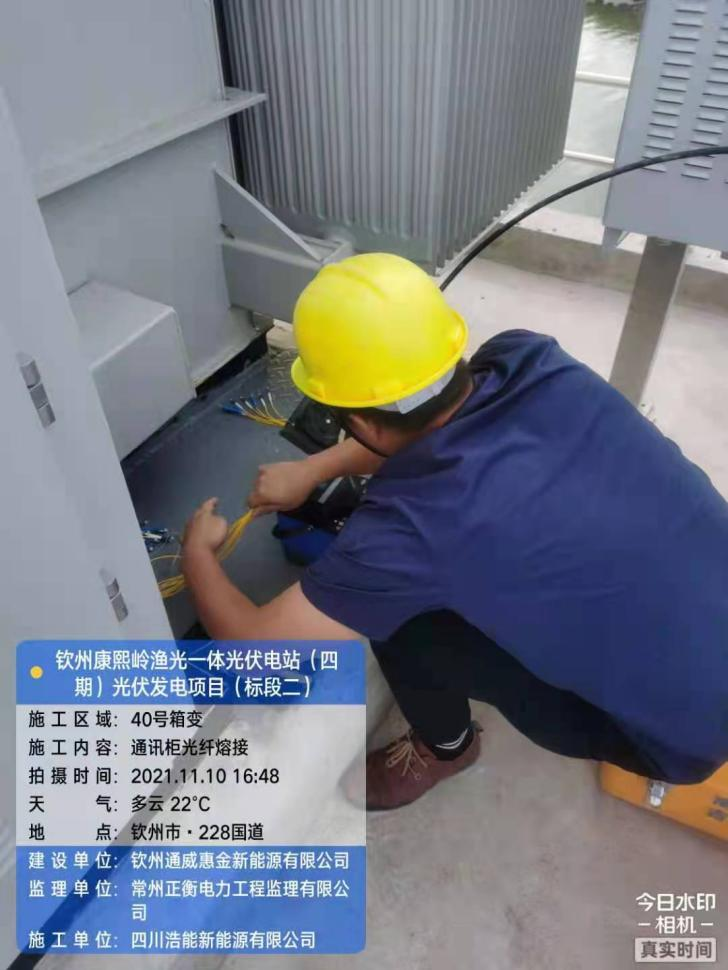 钦州康熙岭渔光一体光伏电站（四
期）光伏发电项目（标段二）
施工区域：40号箱变
施工内容：通讯柜光纤熔接
拍摄时间：2021.11.10 16:48
天气：多云 22℃
地点：钦州市·228国道
建设单位：钦州通威惠金新能源有限公司
监理单位：常州正衡电力工程监理有限公
司
施工单位：四川浩能新能源有限公司
今日水印
相机
真实时间